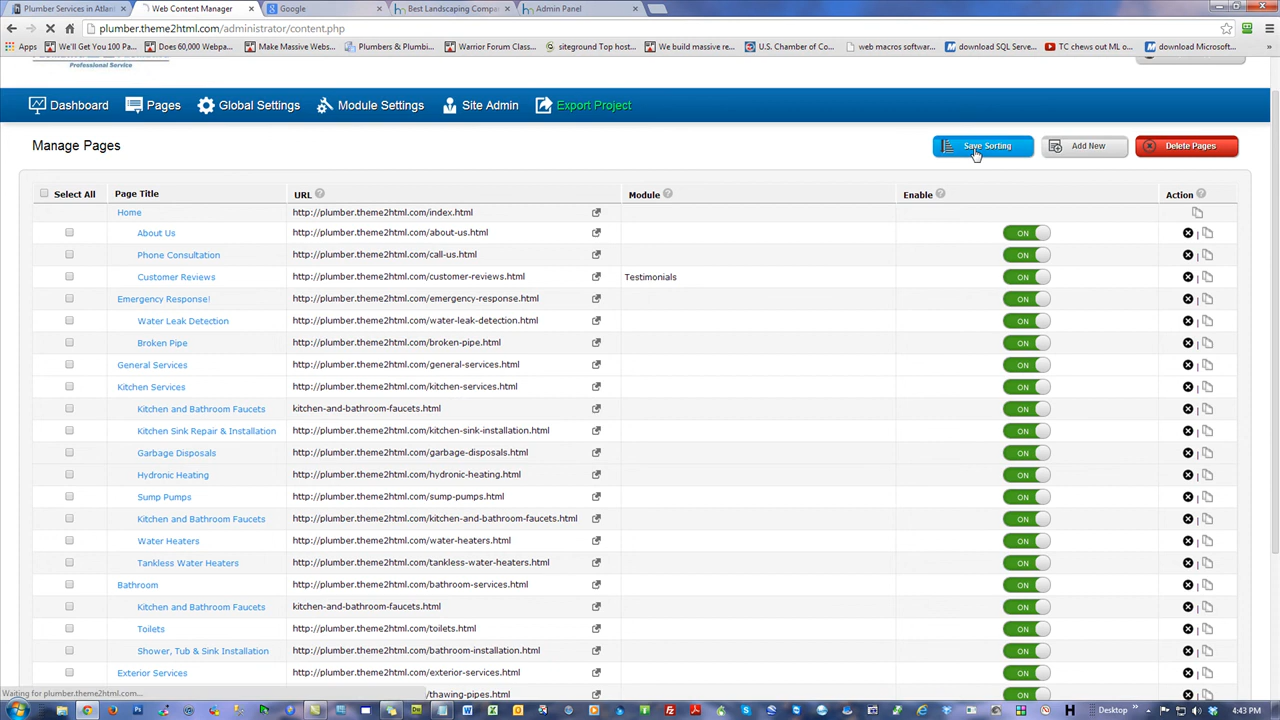 Plumber Services in Atlant
Web Content Manager
Google
Best Landscaping Compa
Admin Panel
plumber.theme2html.com/administrator/content.php
Apps
We'll Get You 100 Pa...
Does 60,000 Webpa...
Make Massive Webs...
Plumbers & Plumbi...
Warrior Forum Class...
siteground Top host...
We build massive re...
U.S. Chamber of Co...
web macros softwar...
download SQL Serve...
TC chews out ML o...
download Microsoft...
Professional Service
Dashboard
Pages
Global Settings
Module Settings
Site Admin
Export Project
Manage Pages
Save Sorting
Add New
Delete Pages
Select All Page Title URL Module Enable Action
Home http://plumber.theme2html.com/index.html
About Us http://plumber.theme2html.com/about-us.html ON
Phone Consultation http://plumber.theme2html.com/call-us.html ON
Customer Reviews http://plumber.theme2html.com/customer-reviews.html Testimonials ON
Emergency Response! http://plumber.theme2html.com/emergency-response.html ON
Water Leak Detection http://plumber.theme2html.com/water-leak-detection.html ON
Broken Pipe http://plumber.theme2html.com/broken-pipe.html ON
General Services http://plumber.theme2html.com/general-services.html ON
Kitchen Services http://plumber.theme2html.com/kitchen-services.html ON
Kitchen and Bathroom Faucets kitchen-and-bathroom-faucets.html ON
Kitchen Sink Repair & Installation http://plumber.theme2html.com/kitchen-sink-installation.html ON
Garbage Disposals http://plumber.theme2html.com/garbage-disposals.html ON
Hydronic Heating http://plumber.theme2html.com/hydronic-heating.html ON
Sump Pumps http://plumber.theme2html.com/sump-pumps.html ON
Kitchen and Bathroom Faucets http://plumber.theme2html.com/kitchen-and-bathroom-faucets.html ON
Water Heaters http://plumber.theme2html.com/water-heaters.html ON
Tankless Water Heaters http://plumber.theme2html.com/tankless-water-heaters.html ON
Bathroom http://plumber.theme2html.com/bathroom-services.html ON
Kitchen and Bathroom Faucets kitchen-and-bathroom-faucets.html ON
Toilets http://plumber.theme2html.com/toilets.html ON
Shower, Tub & Sink Installation http://plumber.theme2html.com/bathroom-installation.html ON
Exterior Services http://plumber.theme2html.com/exterior-services.html ON
Waiting for plumber.theme2html.com... /thawing-pipes.html ON
Desktop
4:43 PM